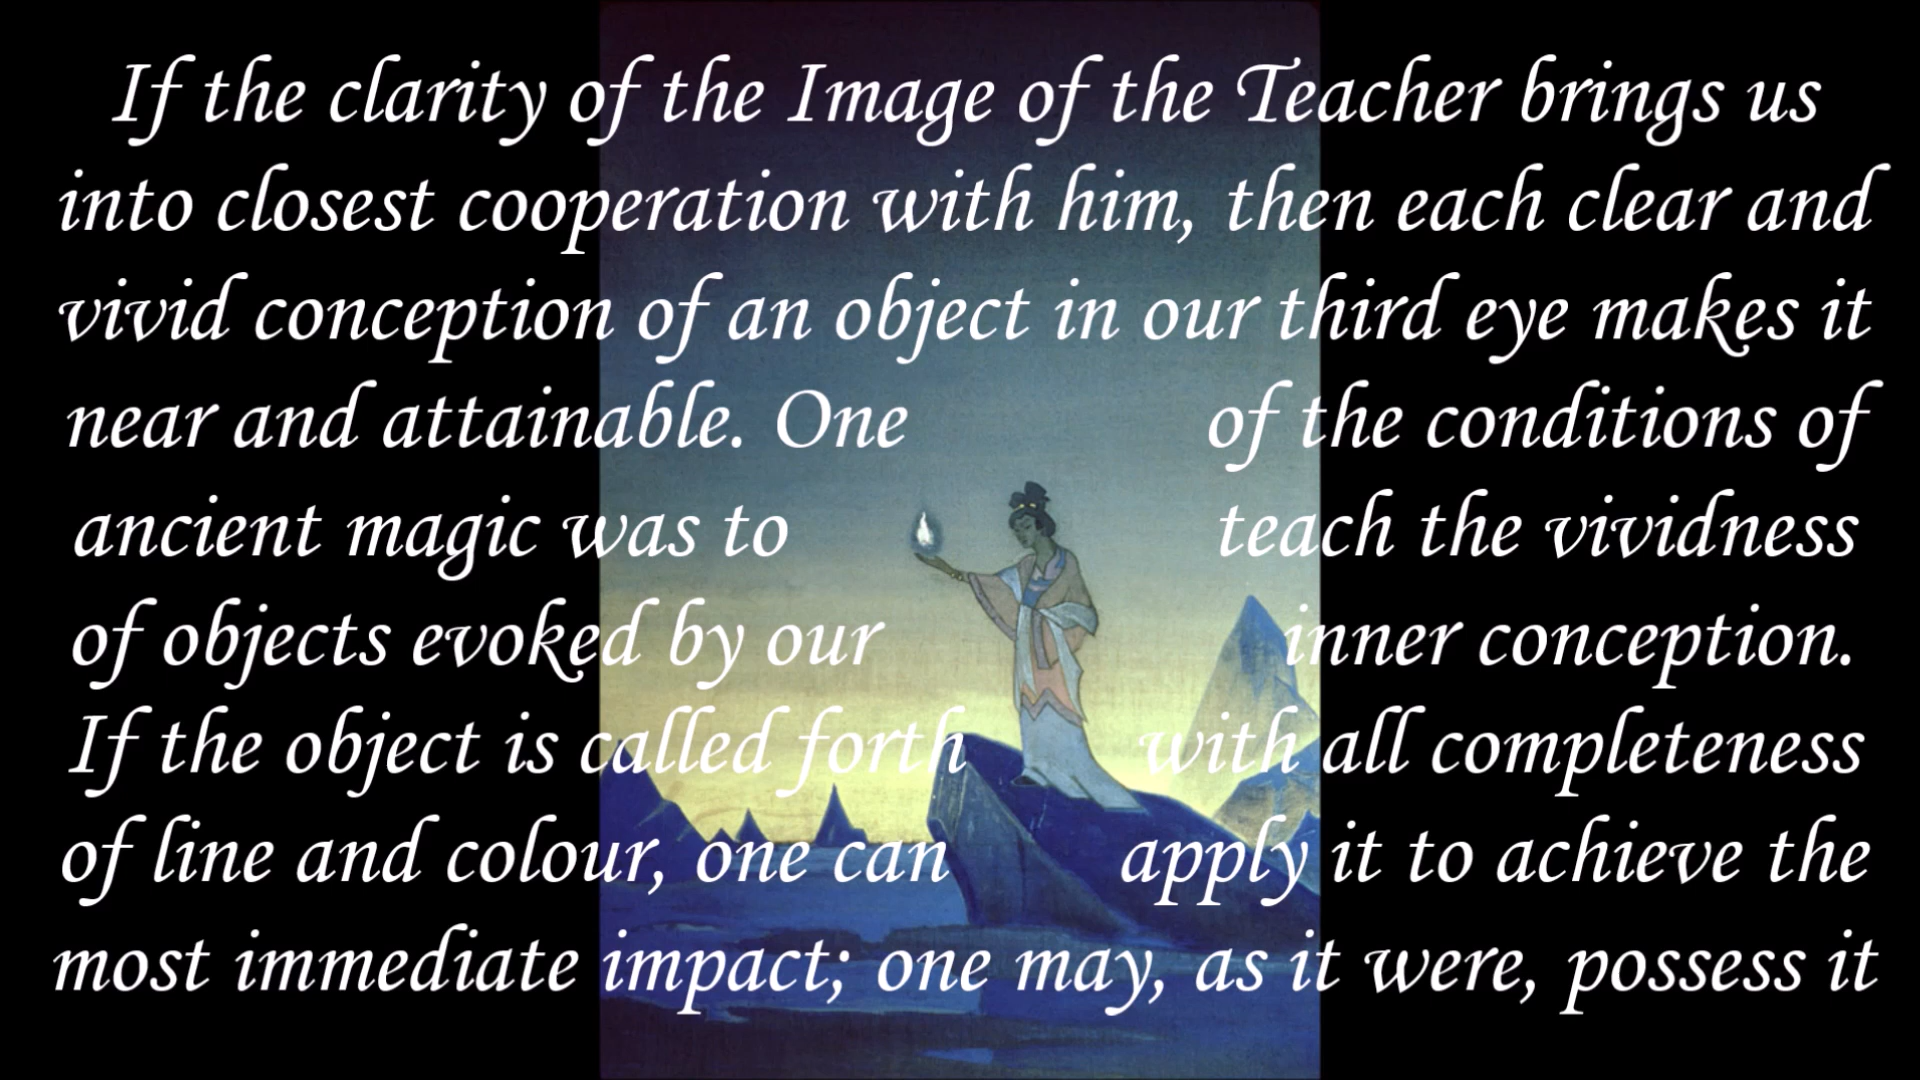 If the clarity of the Image of the Teacher brings us
into closest cooperation with him, then each clear and
vivid conception of an object in our third eye makes it
near and attainable. One of the conditions of
ancient magic was to teach the vividness
of objects evoked by our inner conception.
If the object is called forth with all completeness
of line and colour, one can apply it to achieve the
most immediate impact; one may, as it were, possess it